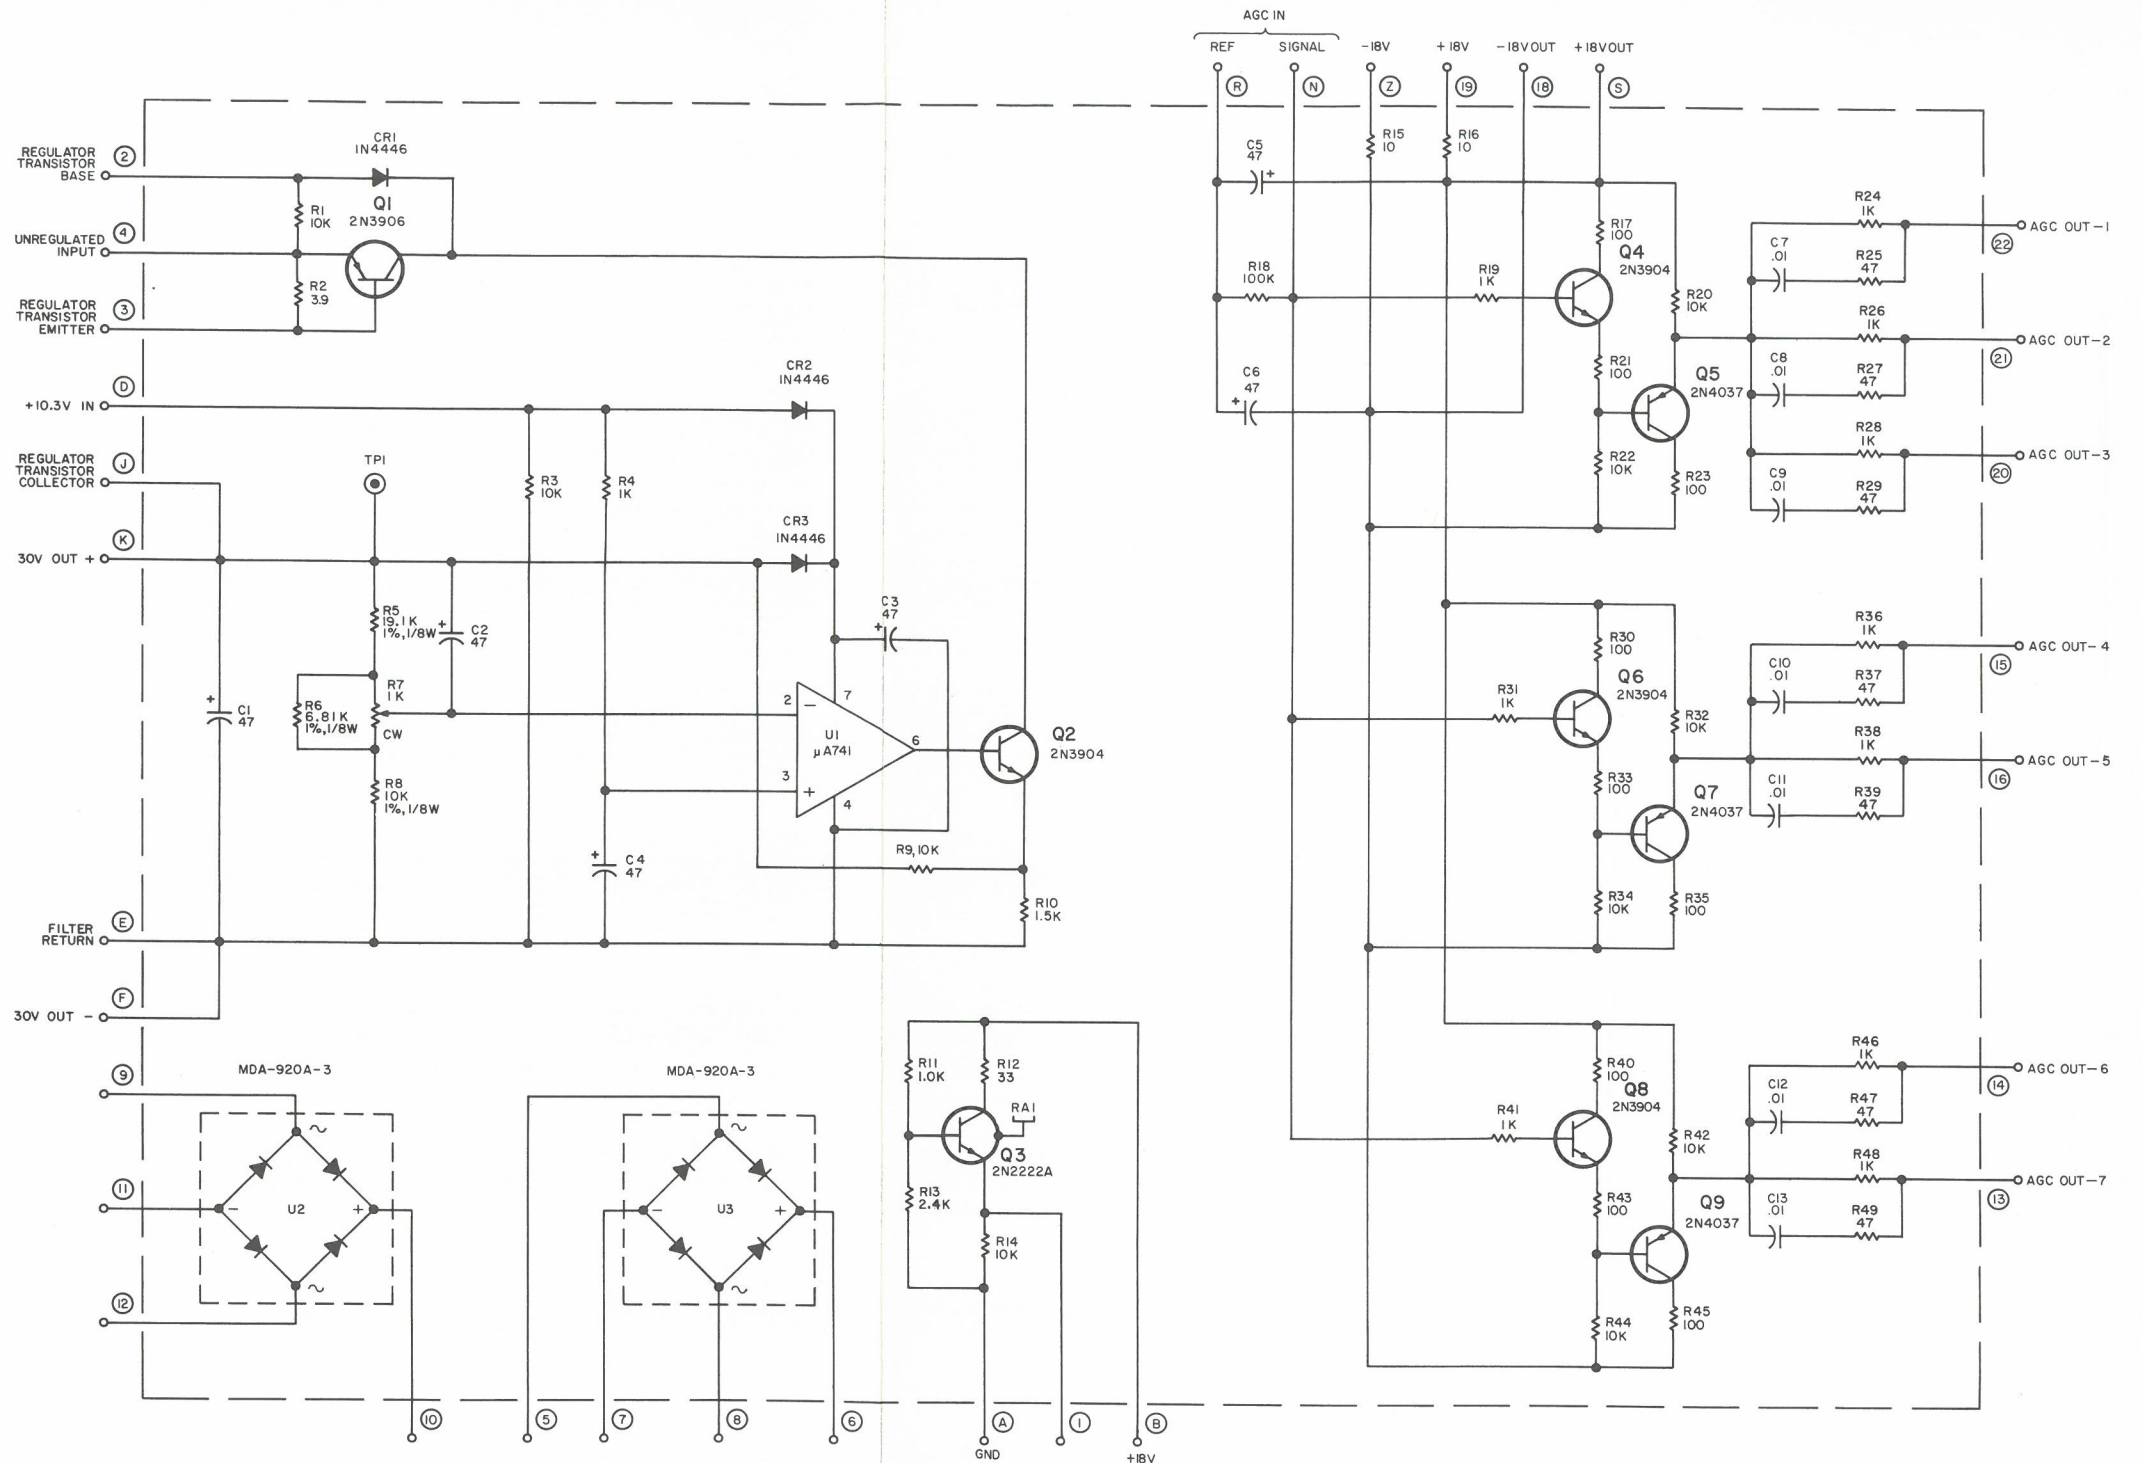 AGC IN
REF
SIGNAL
-18V
+18V
-18VOUT
+18VOUT
R
N
Z
19
18
S
REGULATOR
TRANSISTOR
BASE
2
CR1
1N4446
R1
10K
Q1
2N3906
UNREGULATED
INPUT
4
R2
3.9
REGULATOR
TRANSISTOR
EMITTER
3
D
+10.3V IN
CR2
1N4446
REGULATOR
TRANSISTOR
COLLECTOR
J
TP1
R3
10K
R4
1K
K
30V OUT +
CR3
1N4446
R5
19.1K
1%,1/8W
+
C2
47
C3
47
+
R7
1K
R6
6.81K
1%,1/8W
CW
+
C1
47
R8
10K
1%,1/8W
2
-
7
U1
μA741
6
3
+
4
Q2
2N3904
+
C4
47
R9,10K
R10
1.5K
FILTER
RETURN
E
F
30V OUT -
9
MDA-920A-3
~
11
-
U2
+
12
~
10
MDA-920A-3
~
-
U3
+
~
5
7
8
6
R11
1.0K
R12
33
RA1
Q3
2N2222A
R13
2.4K
R14
10K
A
GND
1
B
+18V
R15
10
R16
10
C5
47
+
R17
100
Q4
2N3904
R18
100K
R19
1K
R20
10K
C6
47
+
R21
100
Q5
2N4037
R22
10K
R23
100
R24
1K
C7
.01
R25
47
AGC OUT-1
22
R26
1K
C8
.01
R27
47
AGC OUT-2
21
R28
1K
C9
.01
R29
47
AGC OUT-3
20
R30
100
Q6
2N3904
R31
1K
R32
10K
R33
100
Q7
2N4037
R34
10K
R35
100
R36
1K
C10
.01
R37
47
AGC OUT-4
15
R38
1K
C11
.01
R39
47
AGC OUT-5
16
R40
100
Q8
2N3904
R41
1K
R42
10K
R43
100
Q9
2N4037
R44
10K
R45
100
R46
1K
C12
.01
R47
47
AGC OUT-6
14
R48
1K
C13
.01
R49
47
AGC OUT-7
13